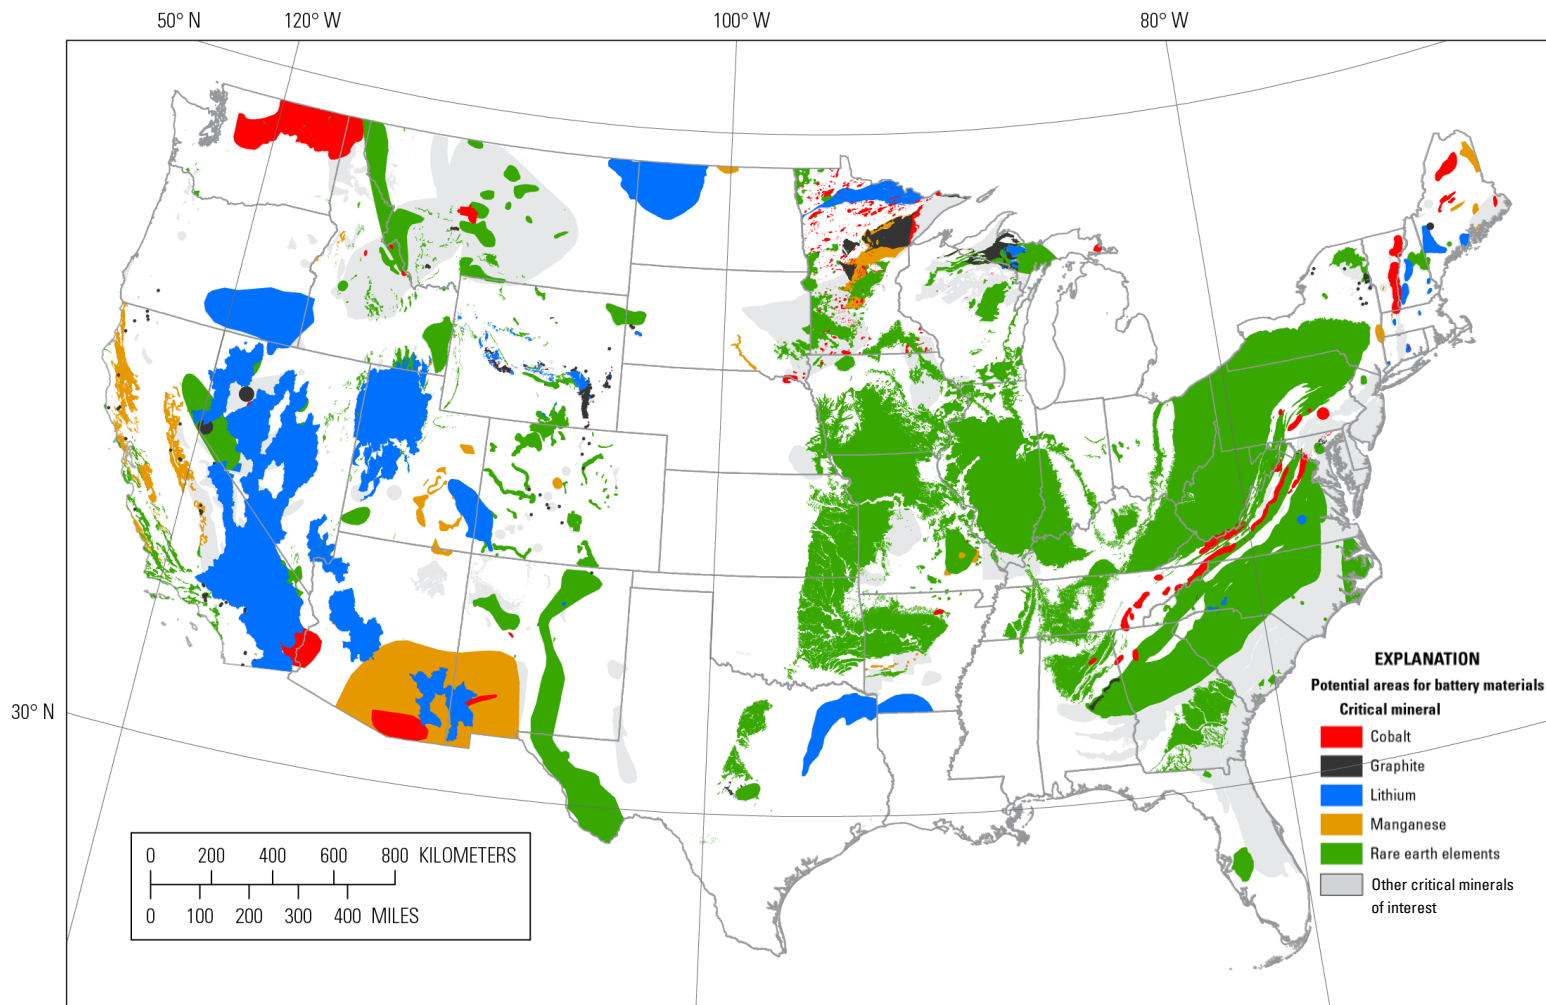 50° N
120° W
100° W
80° W
30° N
EXPLANATION
Potential areas for battery materials
Critical mineral
Cobalt
Graphite
Lithium
Manganese
Rare earth elements
Other critical minerals
of interest
0 200 400 600 800 KILOMETERS
0 100 200 300 400 MILES